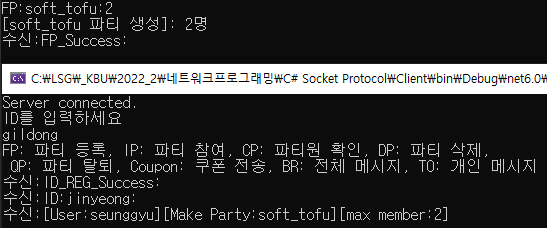 FP:soft_tofu:2
[soft_tofu 파티 생성]: 2명
수신:FP_Success:
C:\LSG\_KBU\2022_2\네트워크프로그래밍\C# Socket Protocol\Client\bin\Debug\net6.0\
Server connected.
ID를 입력하세요
gildong
FP: 파티 등록, IP: 파티 참여, CP: 파티원 확인, DP: 파티 삭제,
QP: 파티 탈퇴, Coupon: 쿠폰 전송, BR: 전체 메시지, TO: 개인 메시지
수신:ID_REG_Success:
수신:ID:jinyeong:
수신:[User:seunggyu][Make Party:soft_tofu][max member:2]